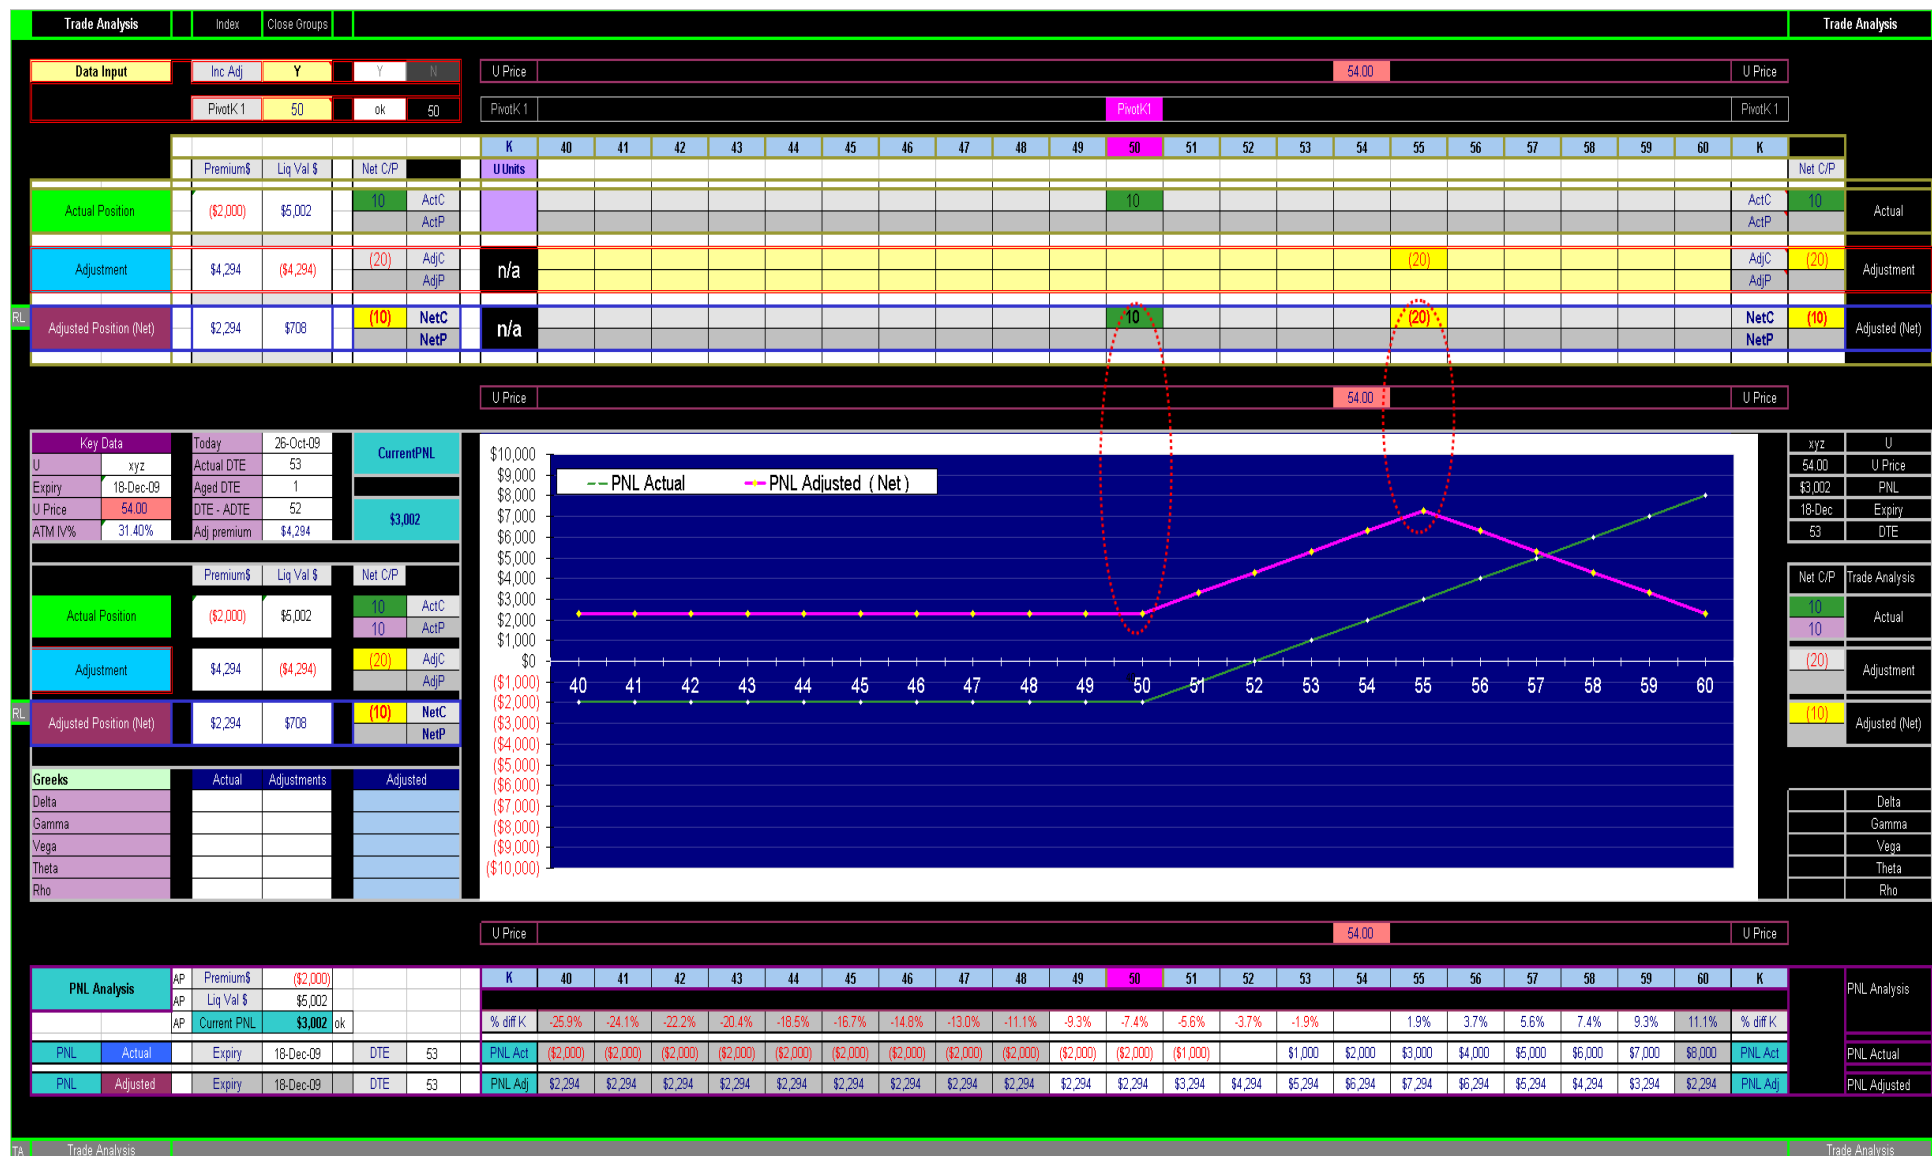 Trade Analysis Index Close Groups Trade Analysis
Data Input Inc Adj Y Y N U Price 54.00 U Price
PivotK 1 50 ok 50 PivotK 1 PivotK1 PivotK 1
K 40 41 42 43 44 45 46 47 48 49 50 51 52 53 54 55 56 57 58 59 60 K
Premium$ Liq Val $ Net C/P U Units Net C/P
Actual Position ($2,000) $5,002 10 ActC 10 ActC 10 Actual
ActP ActP
Adjustment $4,294 ($4,294) (20) AdjC n/a (20) AdjC (20) Adjustment
AdjP AdjP
RL Adjusted Position (Net) $2,294 $708 (10) NetC n/a 10 (20) NetC (10) Adjusted (Net)
NetP NetP
U Price 54.00 U Price
Key Data Today 26-Oct-09 CurrentPNL xyz U
U xyz Actual DTE 53 54.00 U Price
Expiry 18-Dec-09 Aged DTE 1 $3,002 PNL
U Price 54.00 DTE - ADTE 52 $3,002 18-Dec Expiry
ATM IV% 31.40% Adj premium $4,294 53 DTE
Premium$ Liq Val $ Net C/P Net C/P Trade Analysis
Actual Position ($2,000) $5,002 10 ActC 10 Actual
10 ActP 10
Adjustment $4,294 ($4,294) (20) AdjC (20) Adjustment
AdjP
RL Adjusted Position (Net) $2,294 $708 (10) NetC (10) Adjusted (Net)
NetP
Greeks Actual Adjustments Adjusted
Delta Delta
Gamma Gamma
Vega Vega
Theta Theta
Rho Rho
$10,000
$9,000
PNL Actual PNL Adjusted (Net)
$8,000
$7,000
$6,000
$5,000
$4,000
$3,000
$2,000
$1,000
$0
($1,000) 40 41 42 43 44 45 46 47 48 49 50 51 52 53 54 55 56 57 58 59 60
($2,000)
($3,000)
($4,000)
($5,000)
($6,000)
($7,000)
($8,000)
($9,000)
($10,000)
U Price 54.00 U Price
PNL Analysis AP Premium$ ($2,000) K 40 41 42 43 44 45 46 47 48 49 50 51 52 53 54 55 56 57 58 59 60 K PNL Analysis
AP Liq Val $ $5,002
AP Current PNL $3,002 ok % diff K -25.9% -24.1% -22.2% -20.4% -18.5% -16.7% -14.8% -13.0% -11.1% -9.3% -7.4% -5.6% -3.7% -1.9% 1.9% 3.7% 5.6% 7.4% 9.3% 11.1% % diff K
PNL Actual Expiry 18-Dec-09 DTE 53 PNL Act ($2,000) ($2,000) ($2,000) ($2,000) ($2,000) ($2,000) ($2,000) ($2,000) ($2,000) ($2,000) ($2,000) ($1,000) $1,000 $2,000 $3,000 $4,000 $5,000 $6,000 $7,000 $8,000 PNL Act PNL Actual
PNL Adjusted Expiry 18-Dec-09 DTE 53 PNL Adj $2,294 $2,294 $2,294 $2,294 $2,294 $2,294 $2,294 $2,294 $2,294 $2,294 $2,294 $3,294 $4,294 $5,294 $6,294 $7,294 $6,294 $5,294 $4,294 $3,294 $2,294 PNL Adj PNL Adjusted
TA Trade Analysis Trade Analysis